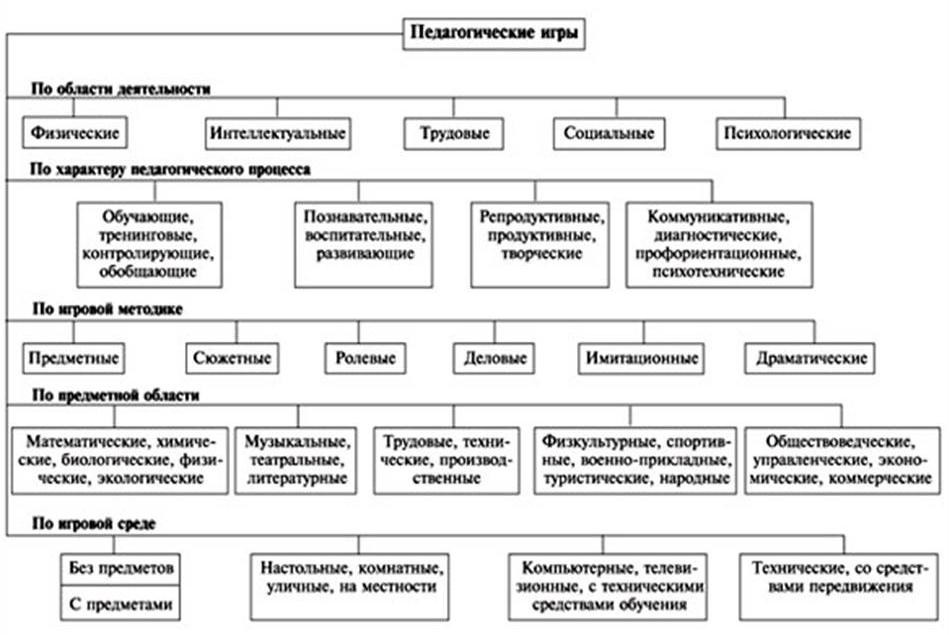 Педагогические игры
По области деятельности
Физические
Интеллектуальные
Трудовые
Социальные
Психологические
По характеру педагогического процесса
Обучающие,
тренинговые,
контролирующие,
обобщающие
Познавательные,
воспитательные,
развивающие
Репродуктивные,
продуктивные,
творческие
Коммуникативные,
диагностические,
профориентационные,
психотехнические
По игровой методике
Предметные
Сюжетные
Ролевые
Деловые
Имитационные
Драматические
По предметной области
Математические, химиче-
ские, биологические, физи-
ческие, экологические
Музыкальные,
театральные,
литературные
Трудовые, техни-
ческие, производ-
ственные
Физкультурные, спортив-
ные, военно-прикладные,
туристические, народные
Обществоведческие,
управленческие, эконо-
мические, коммерческие
По игровой среде
Без предметов
С предметами
Настольные, комнатные,
уличные, на местности
Компьютерные, телеви-
зионные, с техническими
средствами обучения
Технические, со средст-
вами передвижения